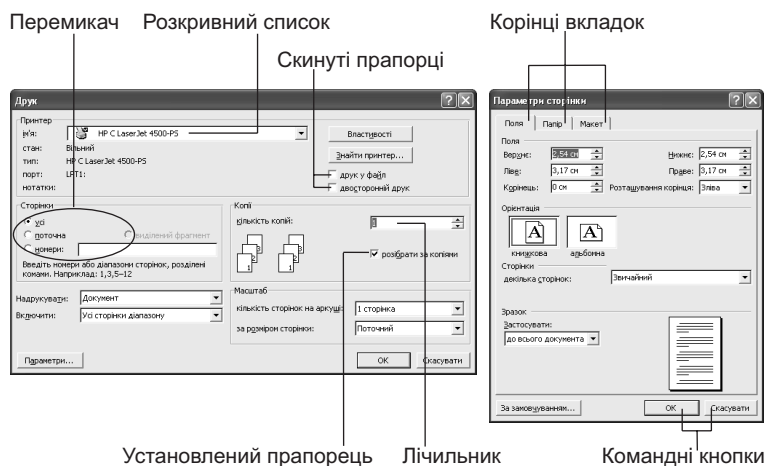 Перемикач Розкривний список
Скинуті прапорці
Корінці вкладок
Друк
Принтер
ім'я: HP C LaserJet 4500-PS Властивості
стан: Вільний
тип: HP C LaserJet 4500-PS Знайти принтер...
порт: LPT1: друк у файл
нотатки: двосторонній друк
Сторінки
усі
поточна виділений фрагмент
номери:
Введіть номери або діапазони сторінок, розділені
комами. Наприклад: 1,3,5–12
Копії
кількість копій: 1
розібрати за копіями
Надрукувати: Документ
Включити: Усі сторінки діапазону
Масштаб
кількість сторінок на аркуші: 1 сторінка
за розміром сторінки: Поточний
Параметри... ОК Скасувати
Параметри сторінки
Поля Папір Макет
Поля
Верхнє: 2,54 см Нижнє: 2,54 см
Ліве: 3,17 см Праве: 3,17 см
Корінець: 0 см Розташування корінця: Зліва
Орієнтація
A A
книжкова альбомна
Сторінки
декілька сторінок: Звичайний
Зразок
Застосувати:
до всього документа
За замовчуванням... ОК Скасувати
Установлений прапорець Лічильник Командні кнопки